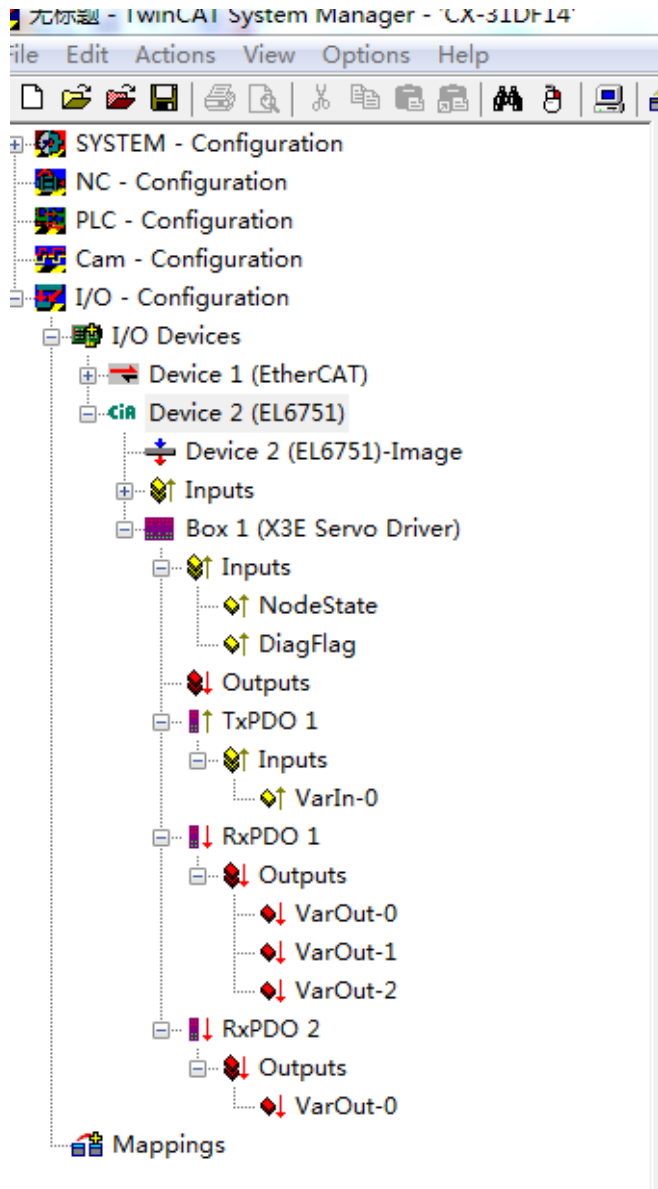 无标题 - TwinCAT System Manager - 'CX-31DF14'
File Edit Actions View Options Help
SYSTEM - Configuration
NC - Configuration
PLC - Configuration
Cam - Configuration
I/O - Configuration
I/O Devices
Device 1 (EtherCAT)
CiA Device 2 (EL6751)
Device 2 (EL6751)-Image
Inputs
Box 1 (X3E Servo Driver)
Inputs
NodeState
DiagFlag
Outputs
TxPDO 1
Inputs
VarIn-0
RxPDO 1
Outputs
VarOut-0
VarOut-1
VarOut-2
RxPDO 2
Outputs
VarOut-0
Mappings